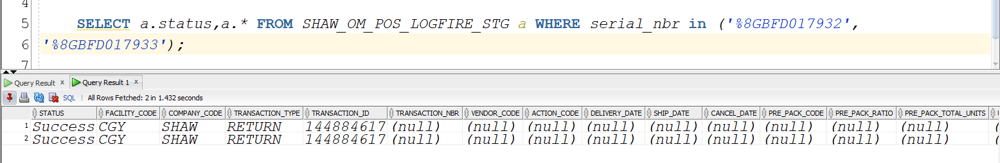 4
5 SELECT a.status,a.* FROM SHAW_OM_POS_LOGFIRE_STG a WHERE serial_nbr in ('%8GBFD017932',
6 '%8GBFD017933');
7
Query Result x Query Result 1 x
SQL | All Rows Fetched: 2 in 1.432 seconds
STATUS FACILITY_CODE COMPANY_CODE TRANSACTION_TYPE TRANSACTION_ID TRANSACTION_NBR VENDOR_CODE ACTION_CODE DELIVERY_DATE SHIP_DATE CANCEL_DATE PRE_PACK_CODE PRE_PACK_RATIO PRE_PACK_TOTAL_UNITS
1 Success CGY SHAW RETURN 144884617 (null) (null) (null) (null) (null) (null) (null) (null) (null) (
2 Success CGY SHAW RETURN 144884617 (null) (null) (null) (null) (null) (null) (null) (null) (null) (